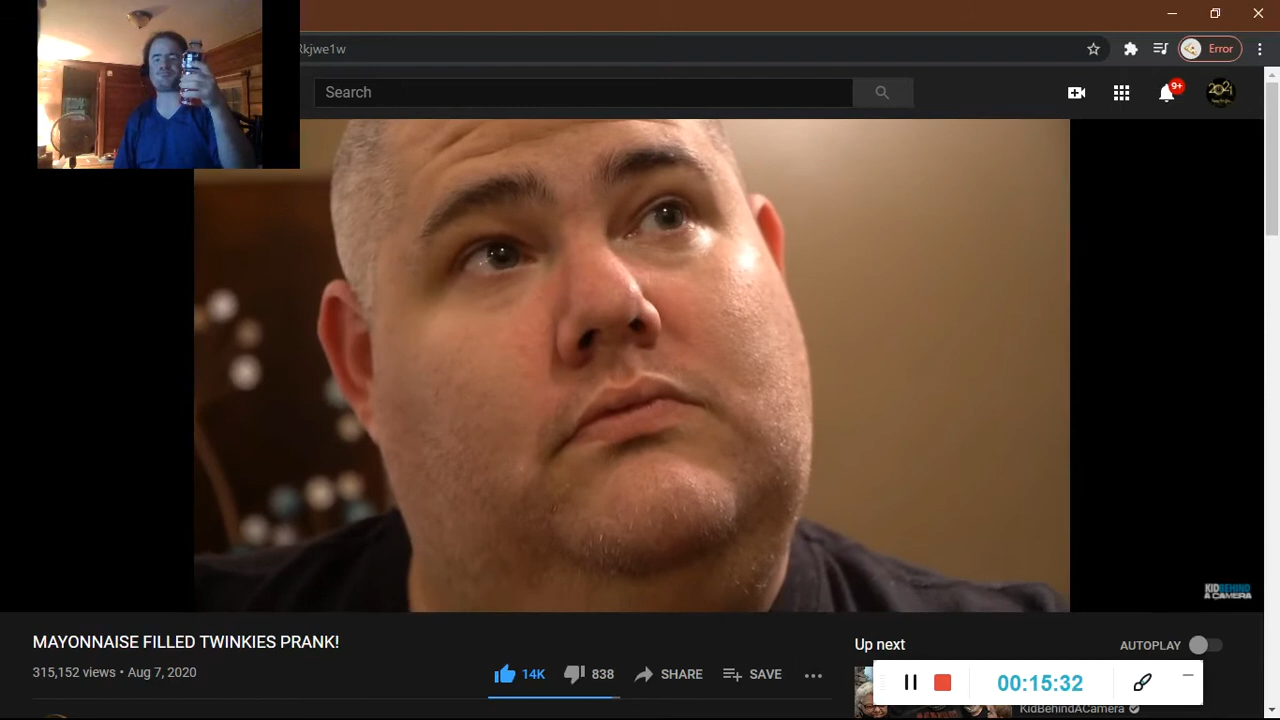 Rkjwe1w
Error
Search
9+
2021
KIDBEHIND
A CAMERA
MAYONNAISE FILLED TWINKIES PRANK!
315,152 views • Aug 7, 2020
14K
838
SHARE
SAVE
Up next
AUTOPLAY
00:15:32
KidBehindACamera